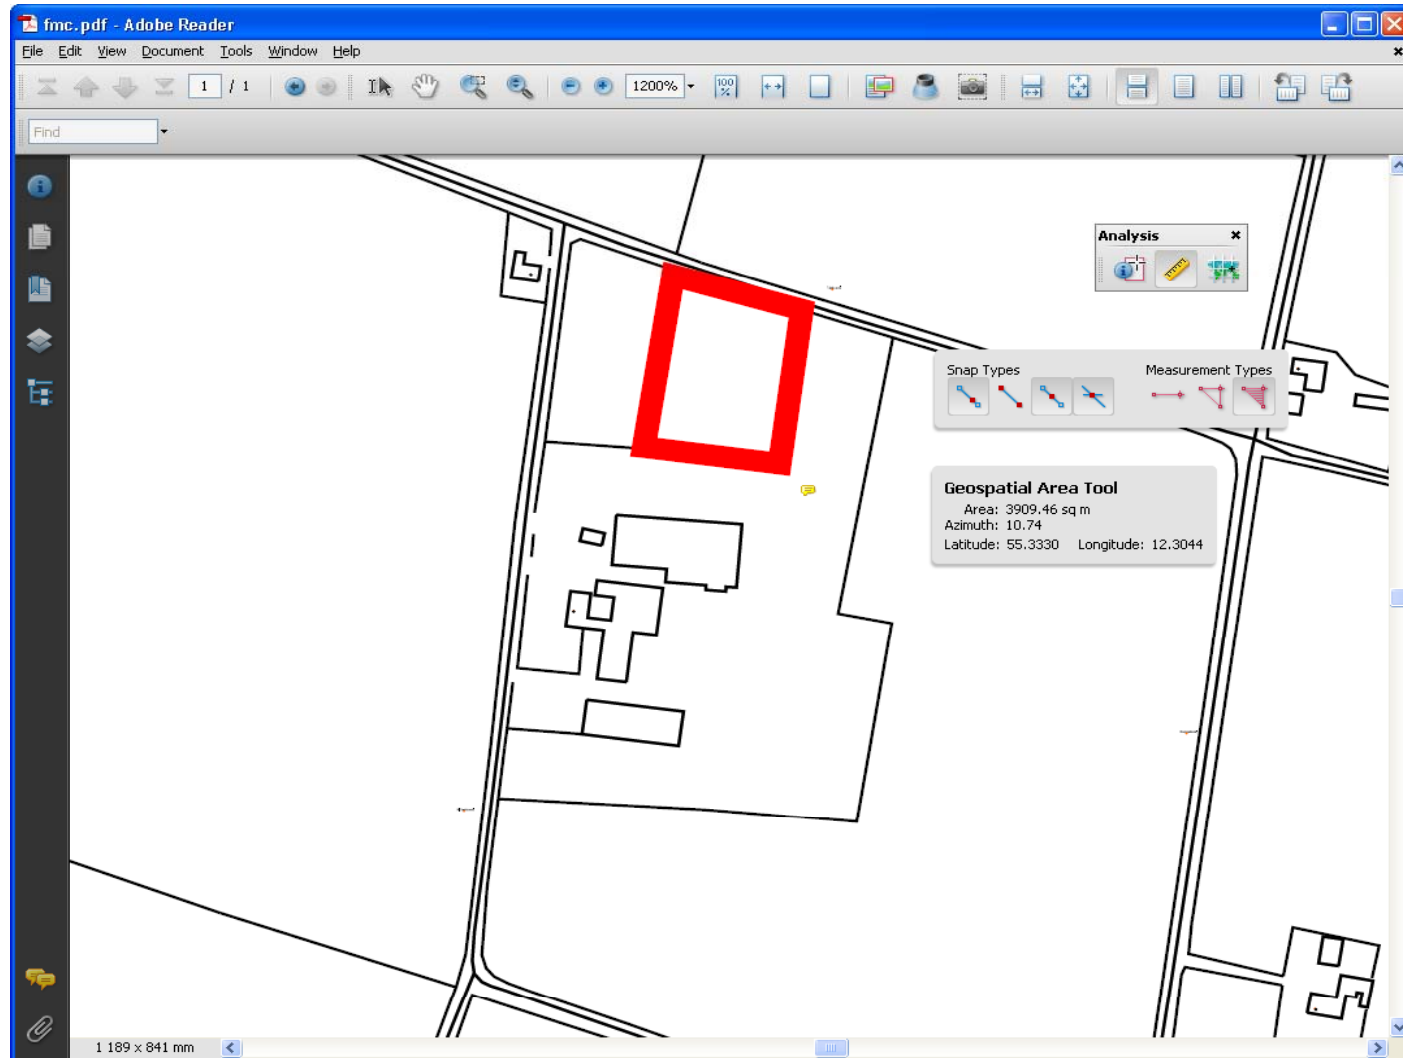 fmc.pdf - Adobe Reader
File Edit View Document Tools Window Help
1 / 1 1200% 100 %
Find
Analysis
Snap Types Measurement Types
Geospatial Area Tool
Area: 3909.46 sq m
Azimuth: 10.74
Latitude: 55.3330 Longitude: 12.3044
1 189 x 841 mm